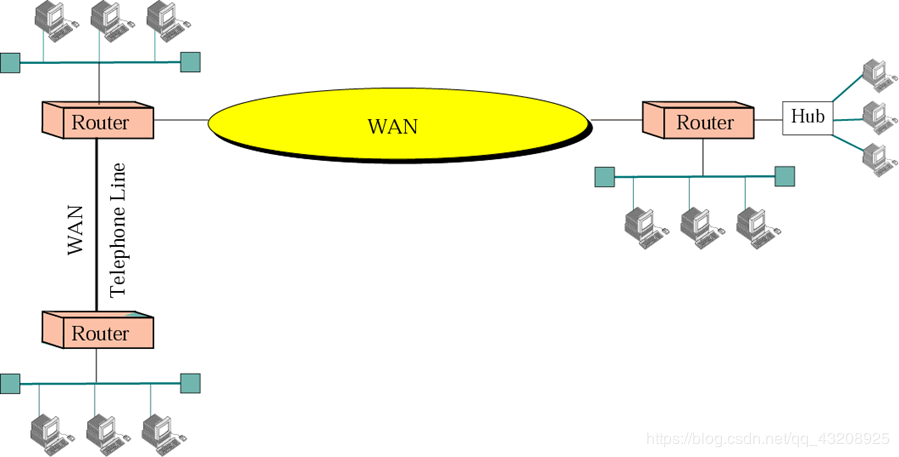 Router
WAN
Router
Hub
WAN
Telephone Line
Router
https://blog.csdn.net/qq_43208925